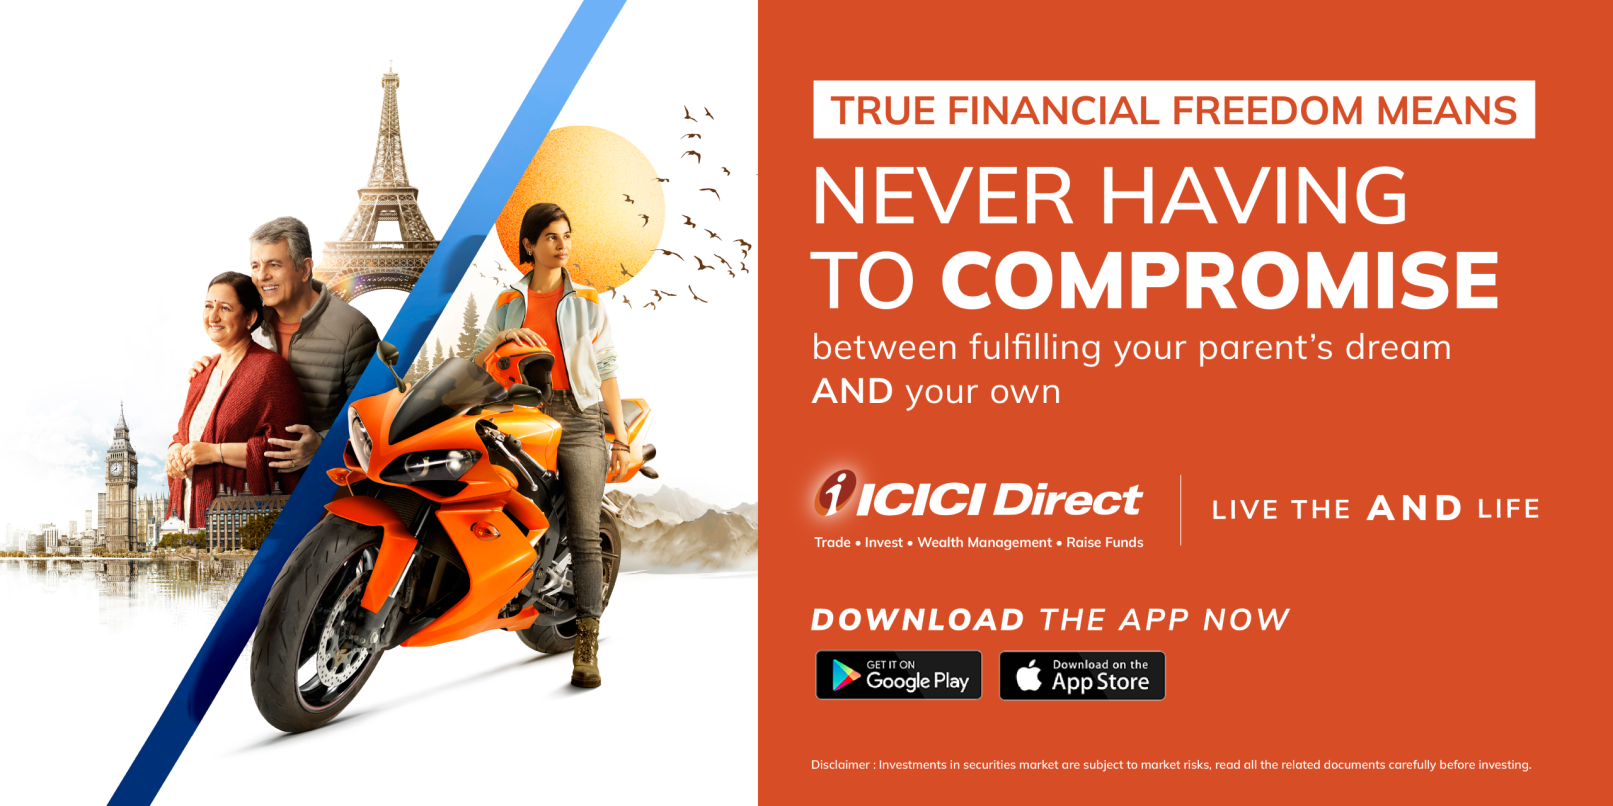 TRUE FINANCIAL FREEDOM MEANS
NEVER HAVING
TO COMPROMISE
between fulfilling your parent's dream
AND your own
i ICICI Direct
Trade • Invest • Wealth Management • Raise Funds
LIVE THE AND LIFE
DOWNLOAD THE APP NOW
GET IT ON
Google Play
Download on the
App Store
Disclaimer : Investments in securities market are subject to market risks, read all the related documents carefully before investing.